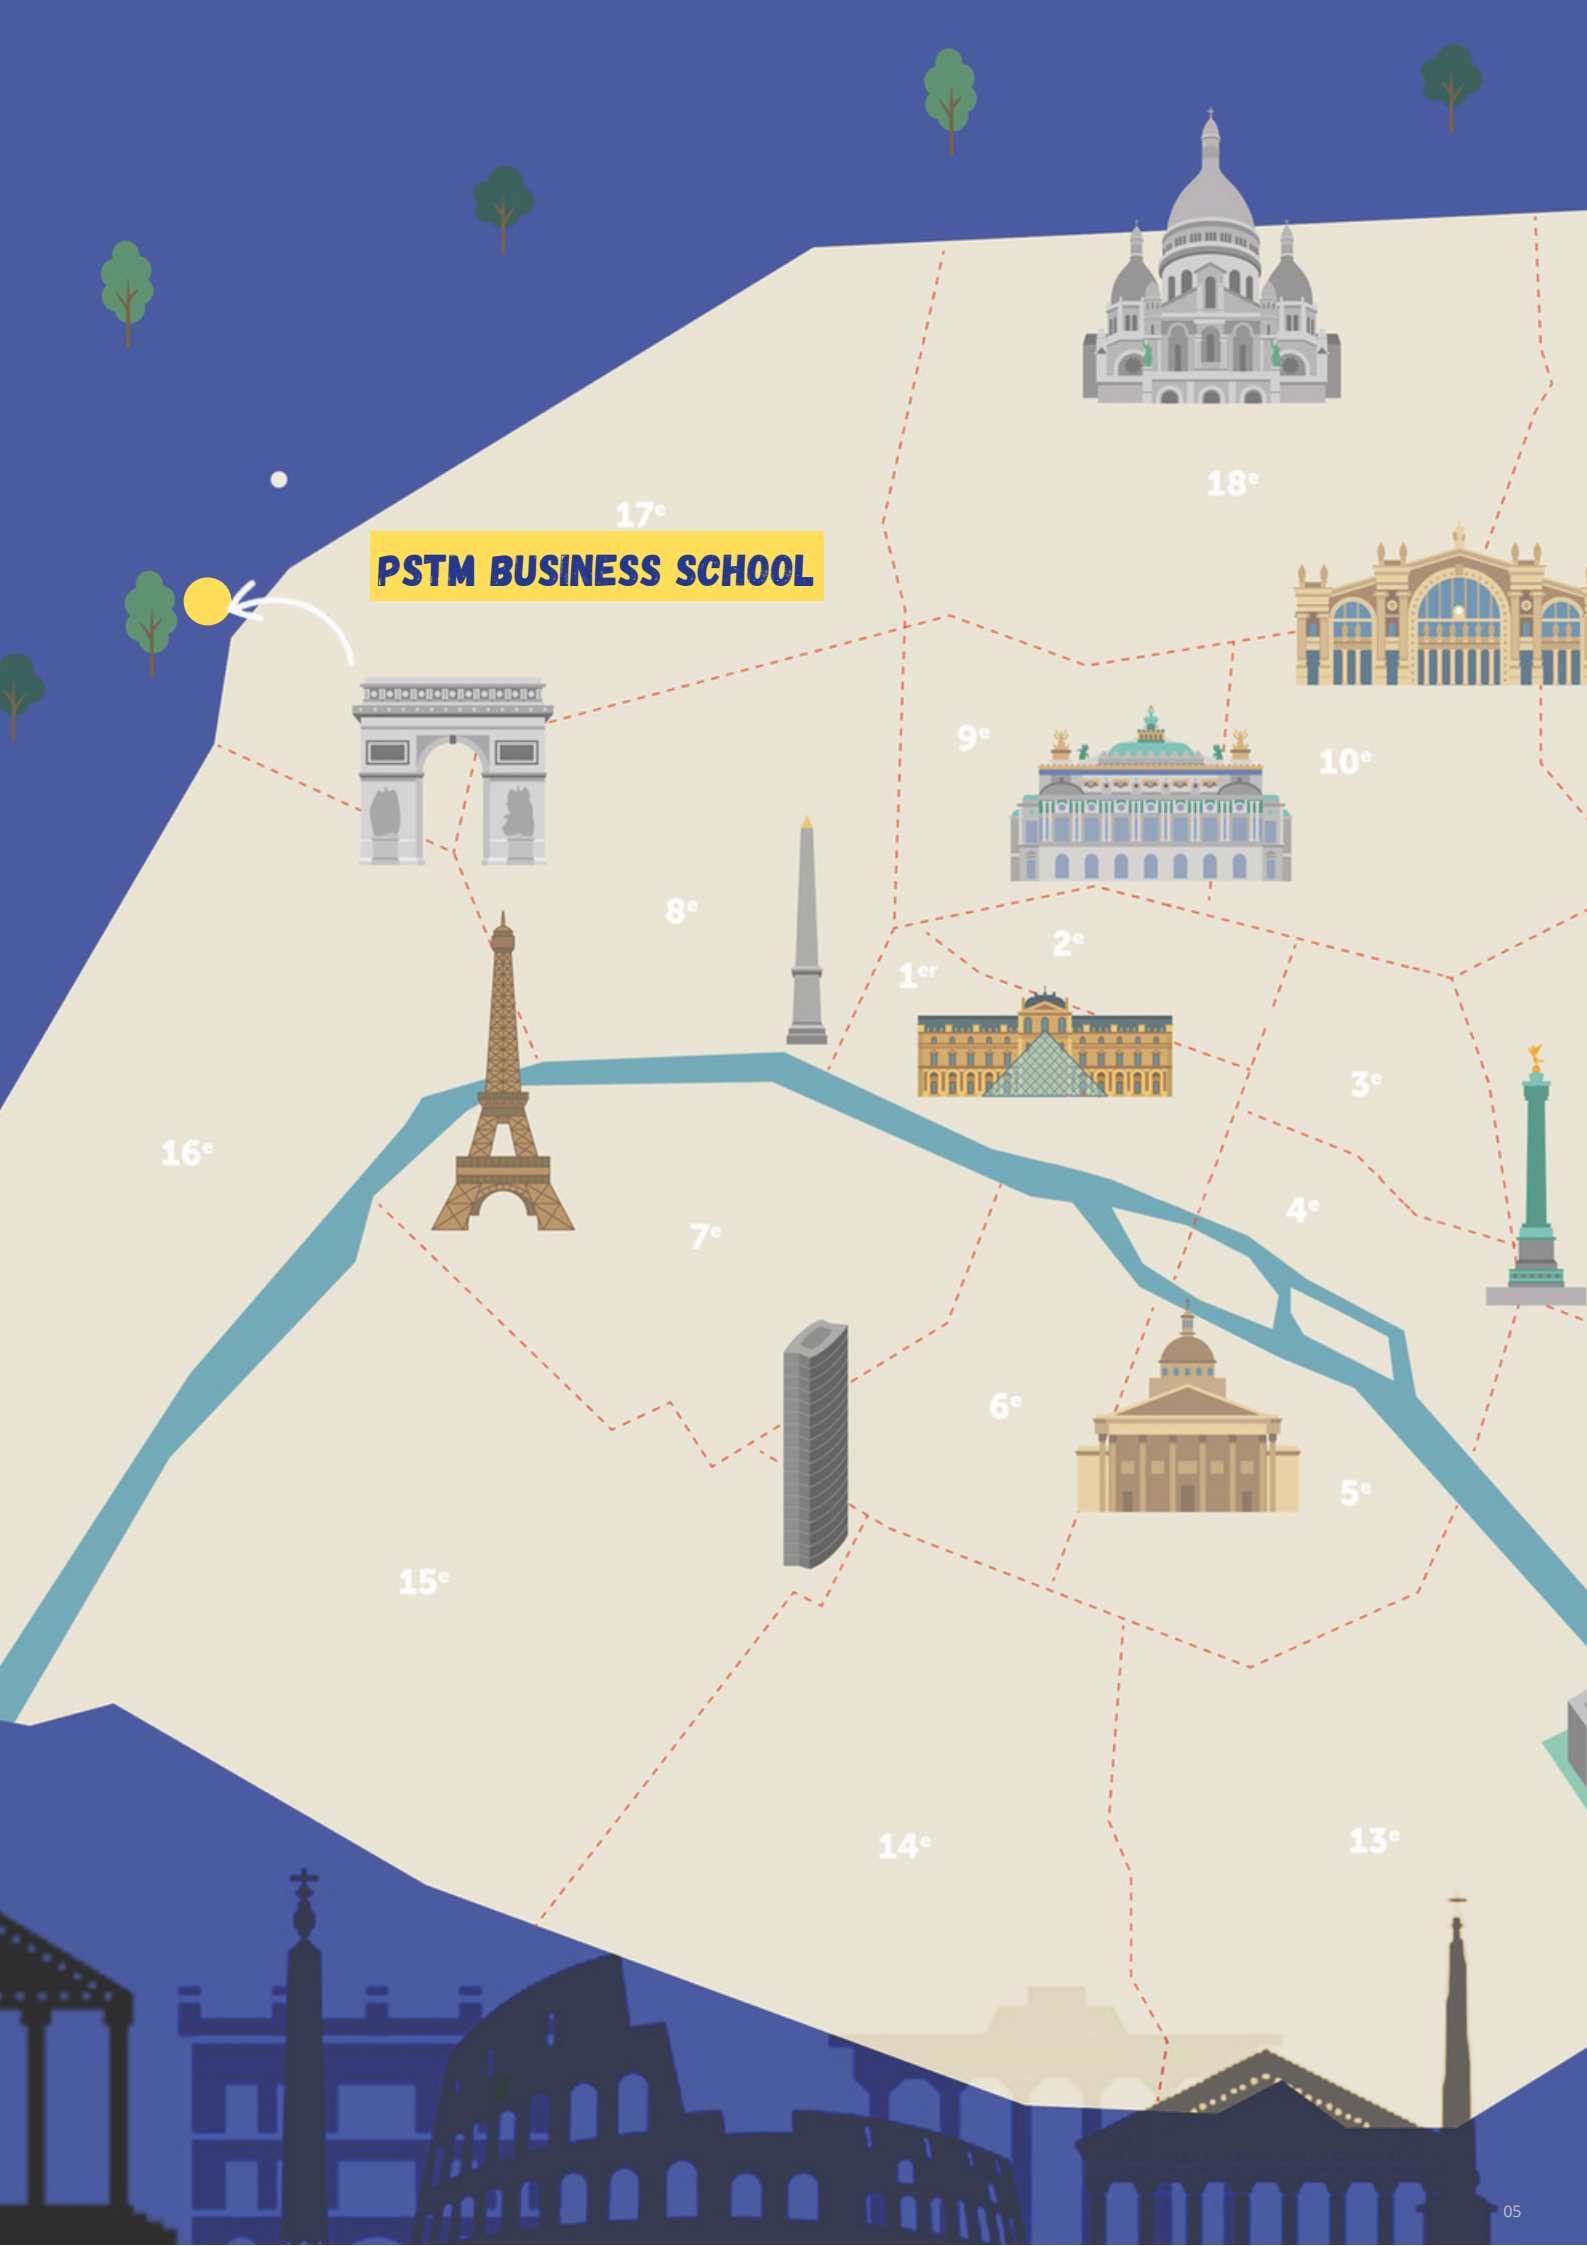 18ᵉ
17ᵉ
PSTM BUSINESS SCHOOL
9ᵉ
10ᵉ
8ᵉ
2ᵉ
1ᵉʳ
3ᵉ
16ᵉ
4ᵉ
7ᵉ
6ᵉ
5ᵉ
15ᵉ
14ᵉ
13ᵉ
05